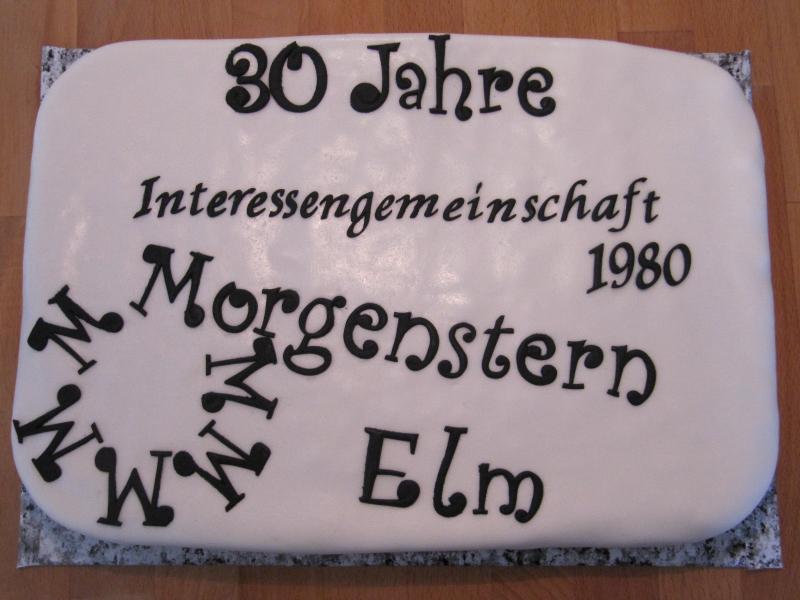 30 Jahre
Interessengemeinschaft
1980
Morgenstern
M
M
M
M
M
Elm